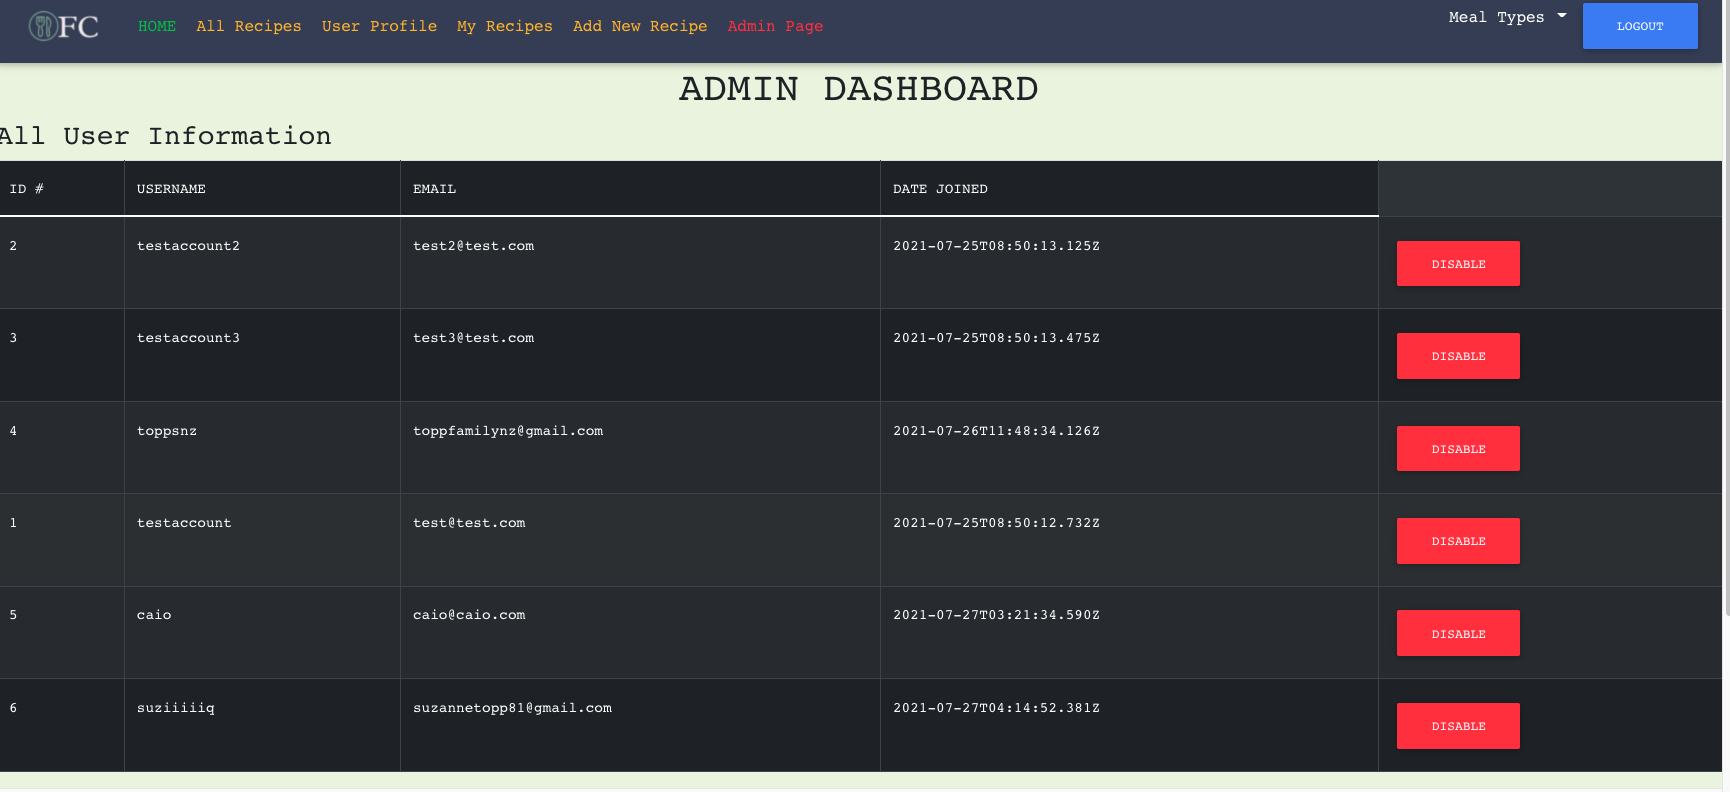 FC HOME All Recipes User Profile My Recipes Add New Recipe Admin Page Meal Types LOGOUT
ADMIN DASHBOARD
All User Information
ID # USERNAME EMAIL DATE JOINED
2 testaccount2 test2@test.com 2021-07-25T08:50:13.125Z DISABLE
3 testaccount3 test3@test.com 2021-07-25T08:50:13.475Z DISABLE
4 toppsnz toppfamilynz@gmail.com 2021-07-26T11:48:34.126Z DISABLE
1 testaccount test@test.com 2021-07-25T08:50:12.732Z DISABLE
5 caio caio@caio.com 2021-07-27T03:21:34.590Z DISABLE
6 suziiiiiq suzannetopp81@gmail.com 2021-07-27T04:14:52.381Z DISABLE